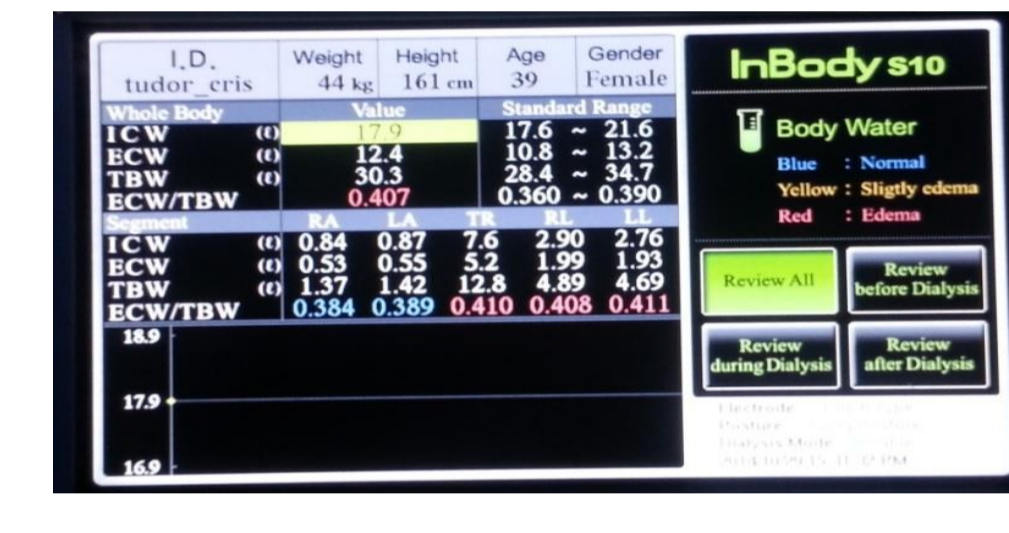 I.D. Weight Height Age Gender
tudor_cris 44 kg 161 cm 39 Female
Whole Body Value Standard Range
ICW (ℓ) 17.9 17.6 ~ 21.6
ECW (ℓ) 12.4 10.8 ~ 13.2
TBW (ℓ) 30.3 28.4 ~ 34.7
ECW/TBW 0.407 0.360 ~ 0.390
Segment RA LA TR RL LL
ICW (ℓ) 0.84 0.87 7.6 2.90 2.76
ECW (ℓ) 0.53 0.55 5.2 1.99 1.93
TBW (ℓ) 1.37 1.42 12.8 4.89 4.69
ECW/TBW 0.384 0.389 0.410 0.408 0.411
18.9
17.9
16.9
InBody S10
Body Water
Blue : Normal
Yellow : Sligtly edema
Red : Edema
Review All
Review
before Dialysis
Review
during Dialysis
Review
after Dialysis
Electrode
Posture
Dialysis Mode